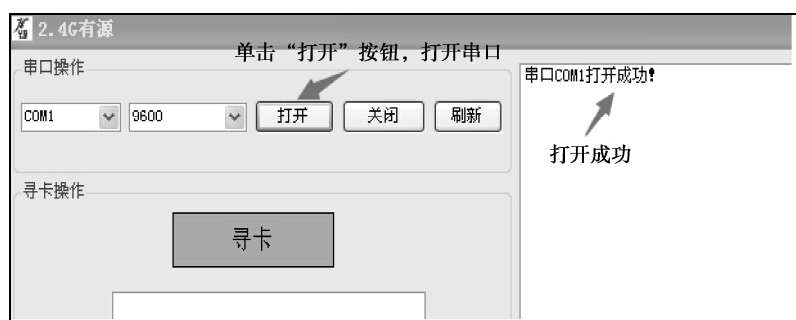 2.4G有源
单击“打开”按钮，打开串口
串口操作
COM1 9600 打开 关闭 刷新
串口COM1打开成功!
打开成功
寻卡操作
寻卡